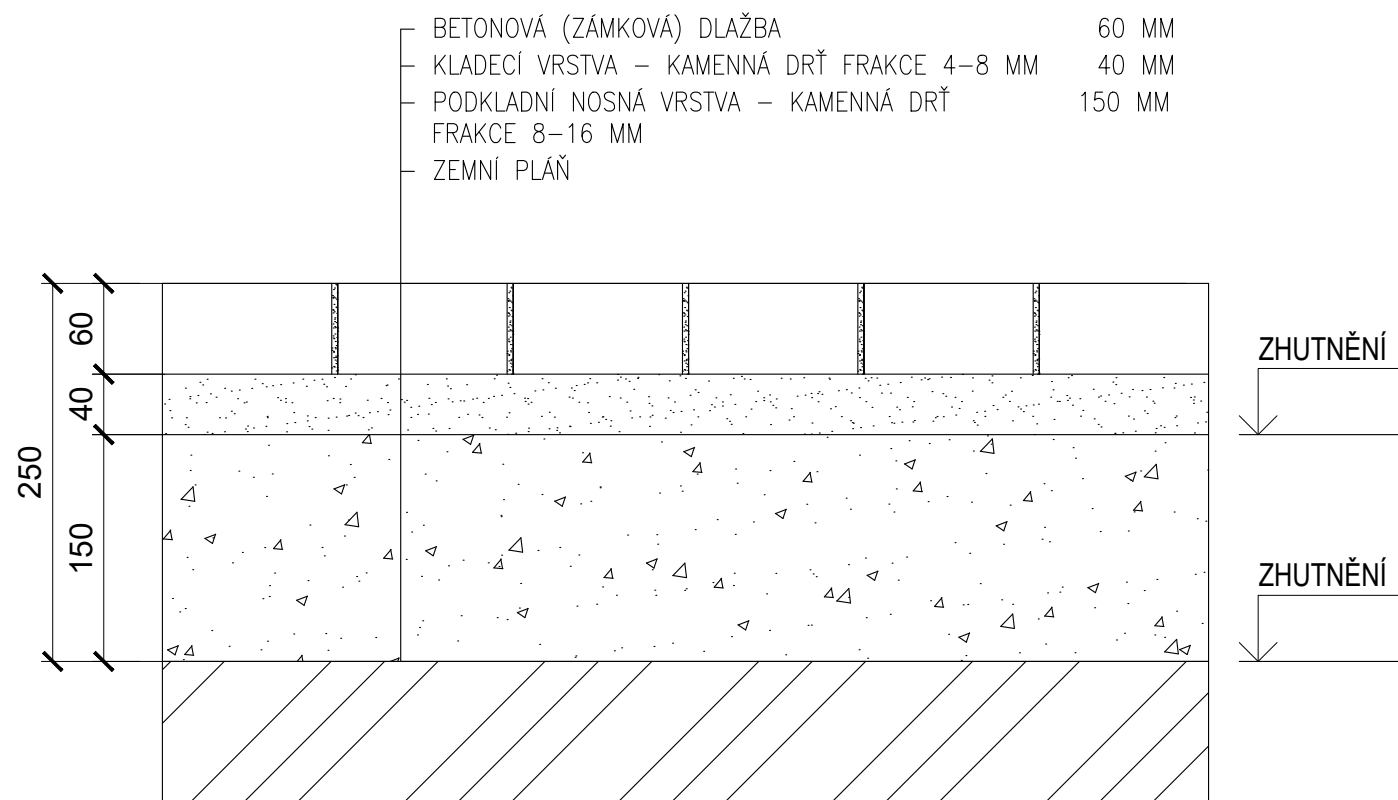 BETONOVÁ (ZÁMKOVÁ) DLAŽBA 60 MM
KLADECÍ VRSTVA – KAMENNÁ DRŤ FRAKCE 4–8 MM 40 MM
PODKLADNÍ NOSNÁ VRSTVA – KAMENNÁ DRŤ 150 MM
FRAKCE 8–16 MM
ZEMNÍ PLÁŇ
60
40
250
150
ZHUTNĚNÍ
ZHUTNĚNÍ